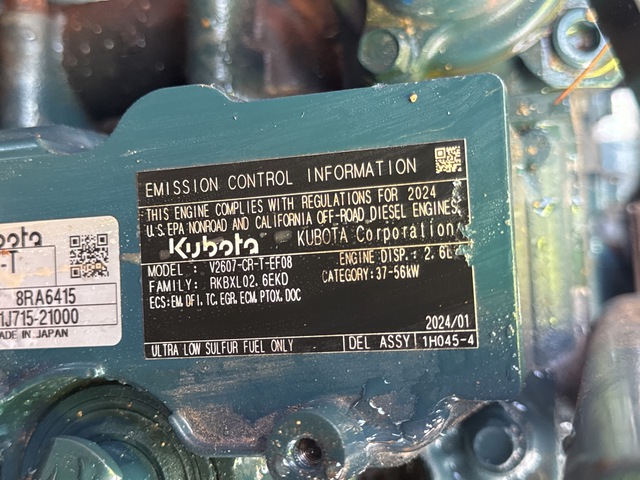 EMISSION CONTROL INFORMATION
THIS ENGINE COMPLIES WITH REGULATIONS FOR 2024
U.S.EPA NONROAD AND CALIFORNIA OFF-ROAD DIESEL ENGINES
Kubota KUBOTA Corporation
ENGINE DISP.: 2.6L
MODEL: V2607-CR-T-EF08
CATEGORY:37-56kW
FAMILY: RKBXL02.6EKD
ECS:EM.DFI.TC.EGR.ECM.PTOX.DOC
2024/01
ULTRA LOW SULFUR FUEL ONLY DEL ASSY 1H045-4
-T
8RA6415
1J715-21000
MADE IN JAPAN